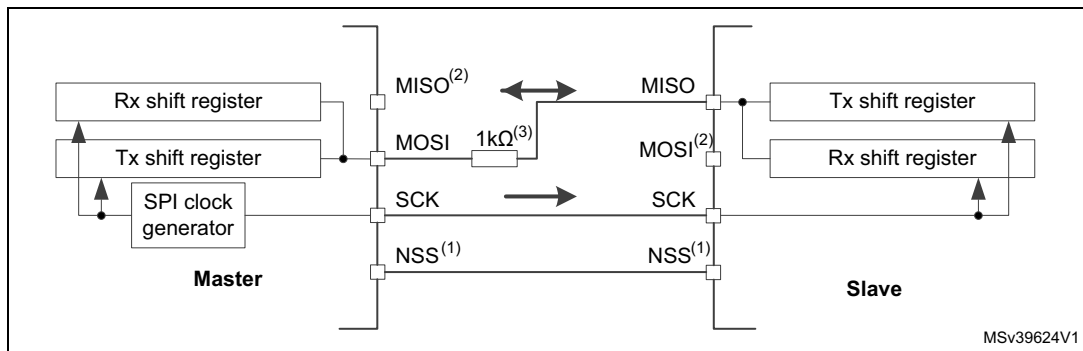 MISO(2)
MISO
Rx shift register
Tx shift register
MOSI
1kΩ(3)
MOSI(2)
Tx shift register
Rx shift register
SPI clock
generator
SCK
SCK
NSS(1)
NSS(1)
Master
Slave
MSv39624V1